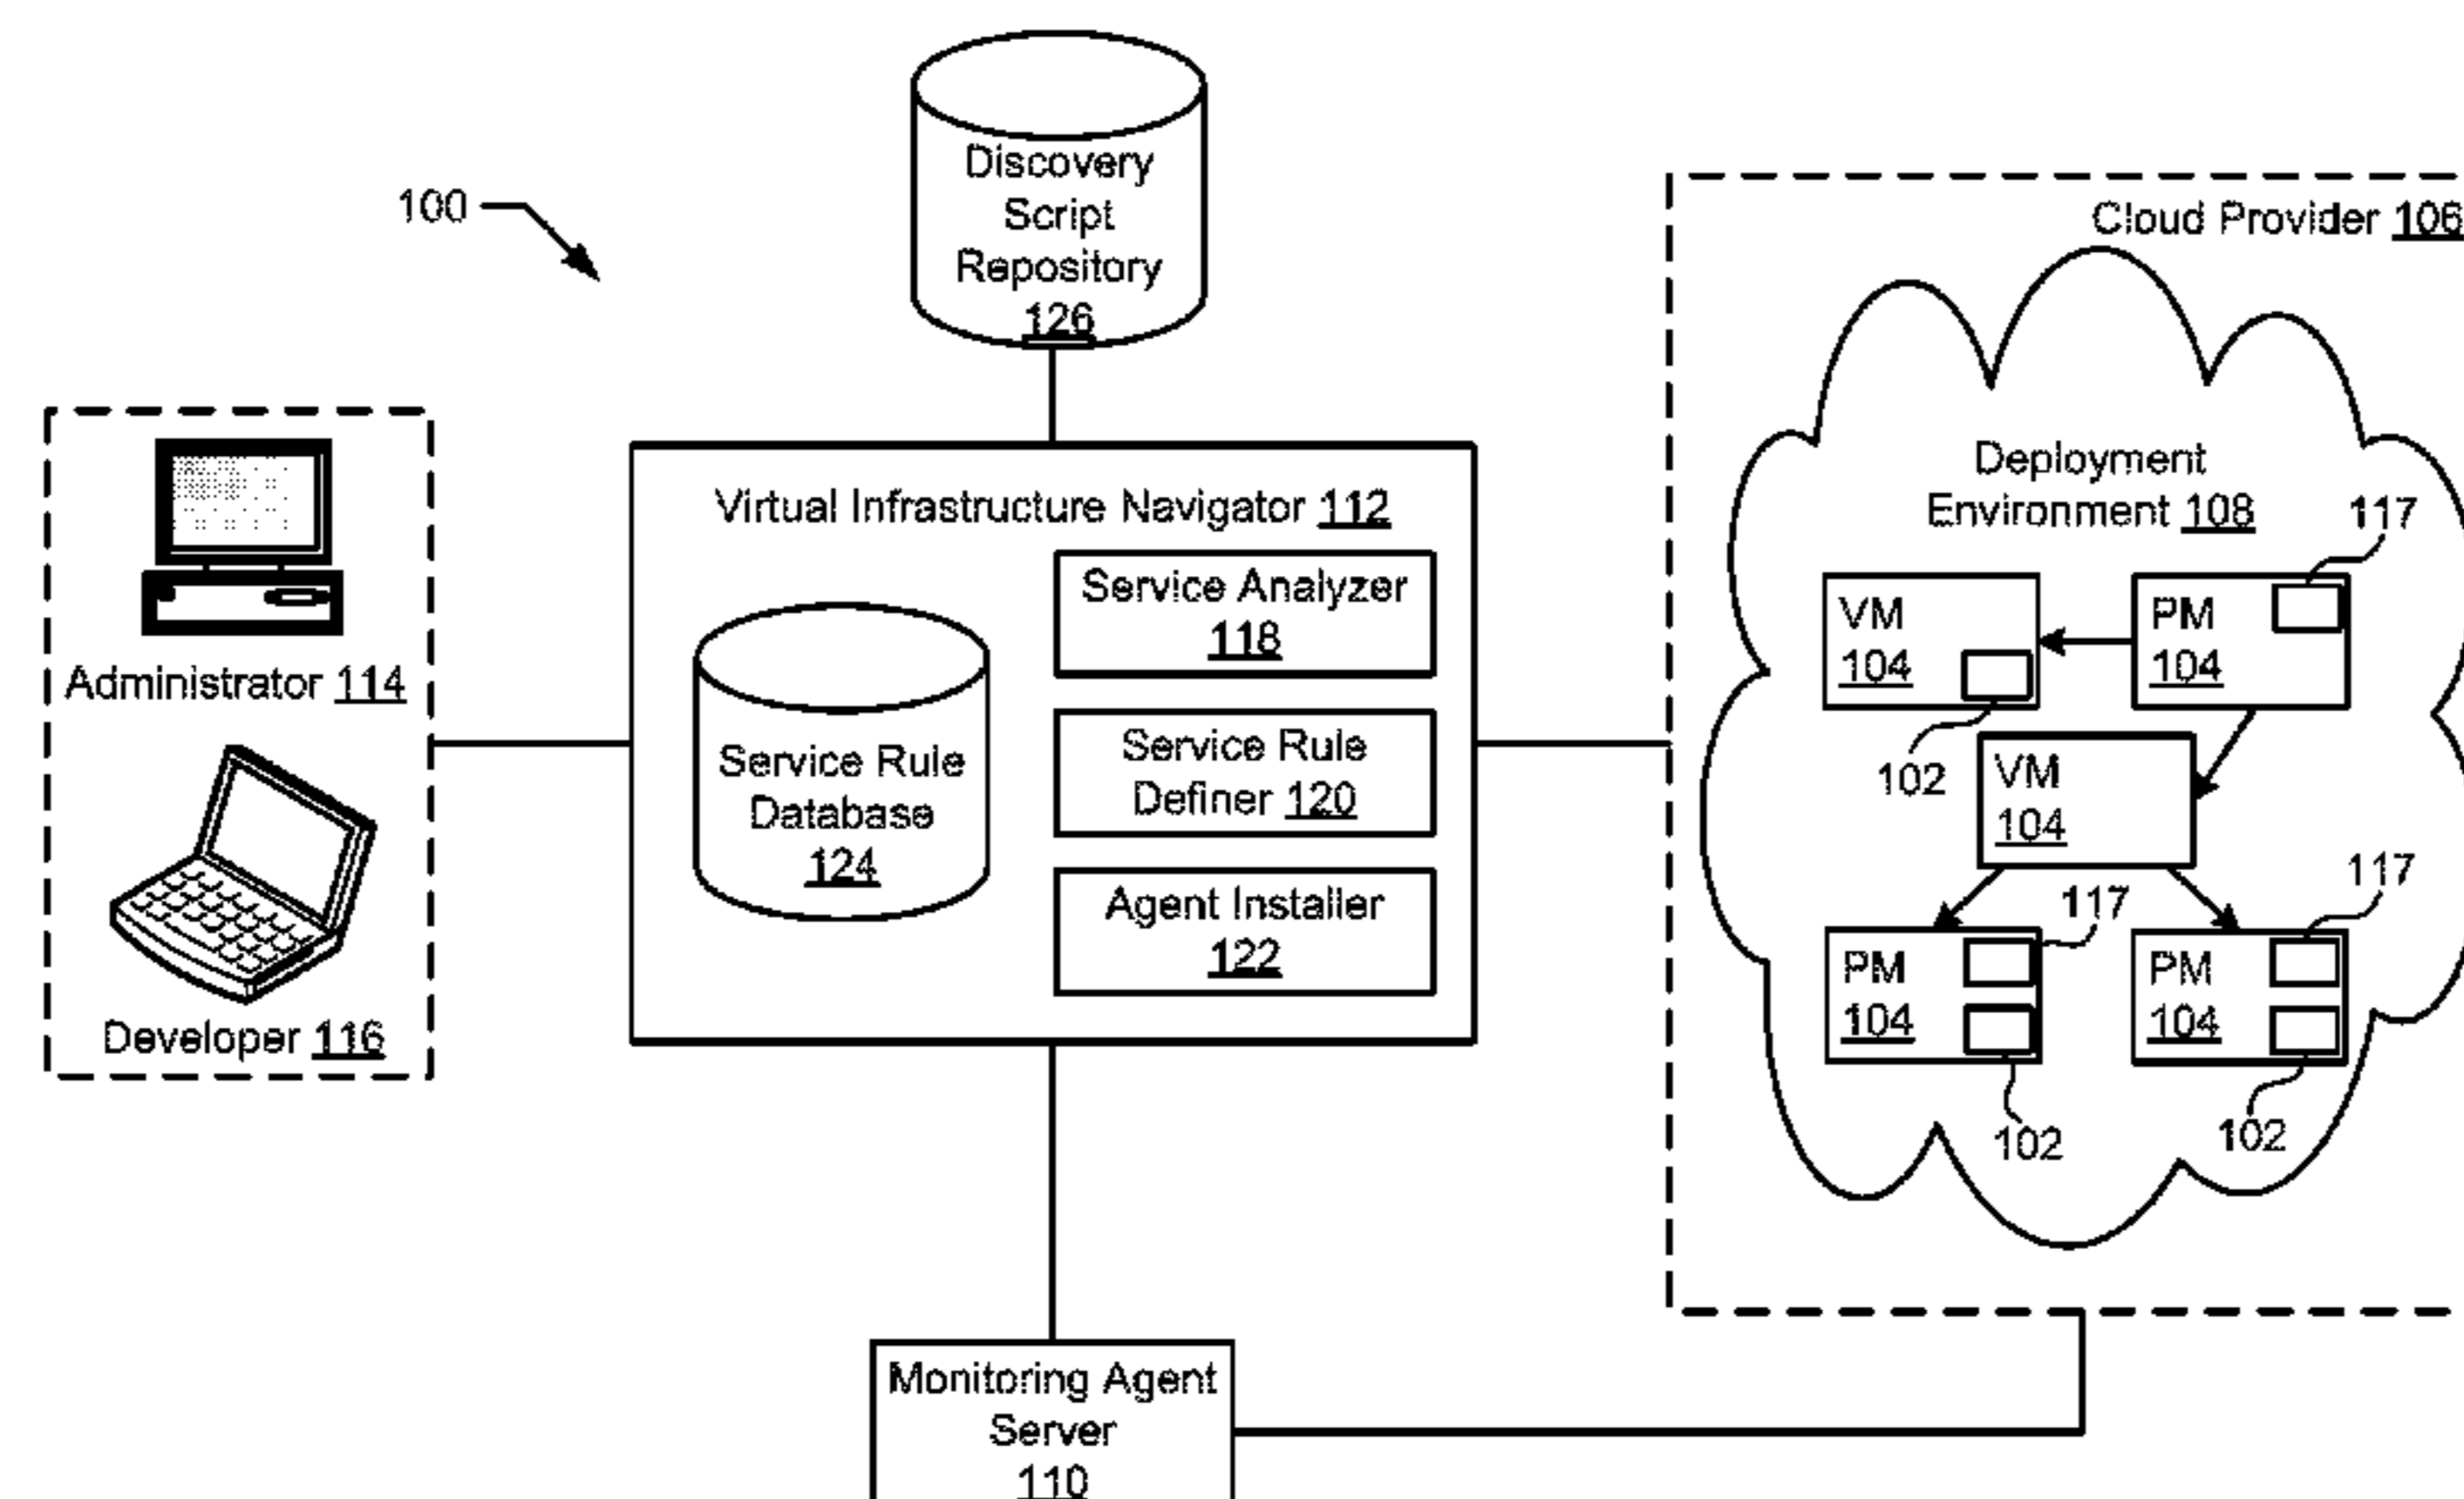 100
Discovery
Script
Repository
126
Cloud Provider 106
Administrator 114
Developer 116
Virtual Infrastructure Navigator 112
Service Rule
Database
124
Service Analyzer
118
Service Rule
Definer 120
Agent Installer
122
Deployment
Environment 108
117
VM
104
PM
104
102
VM
104
117
117
PM
104
PM
104
102
102
Monitoring Agent
Server
110